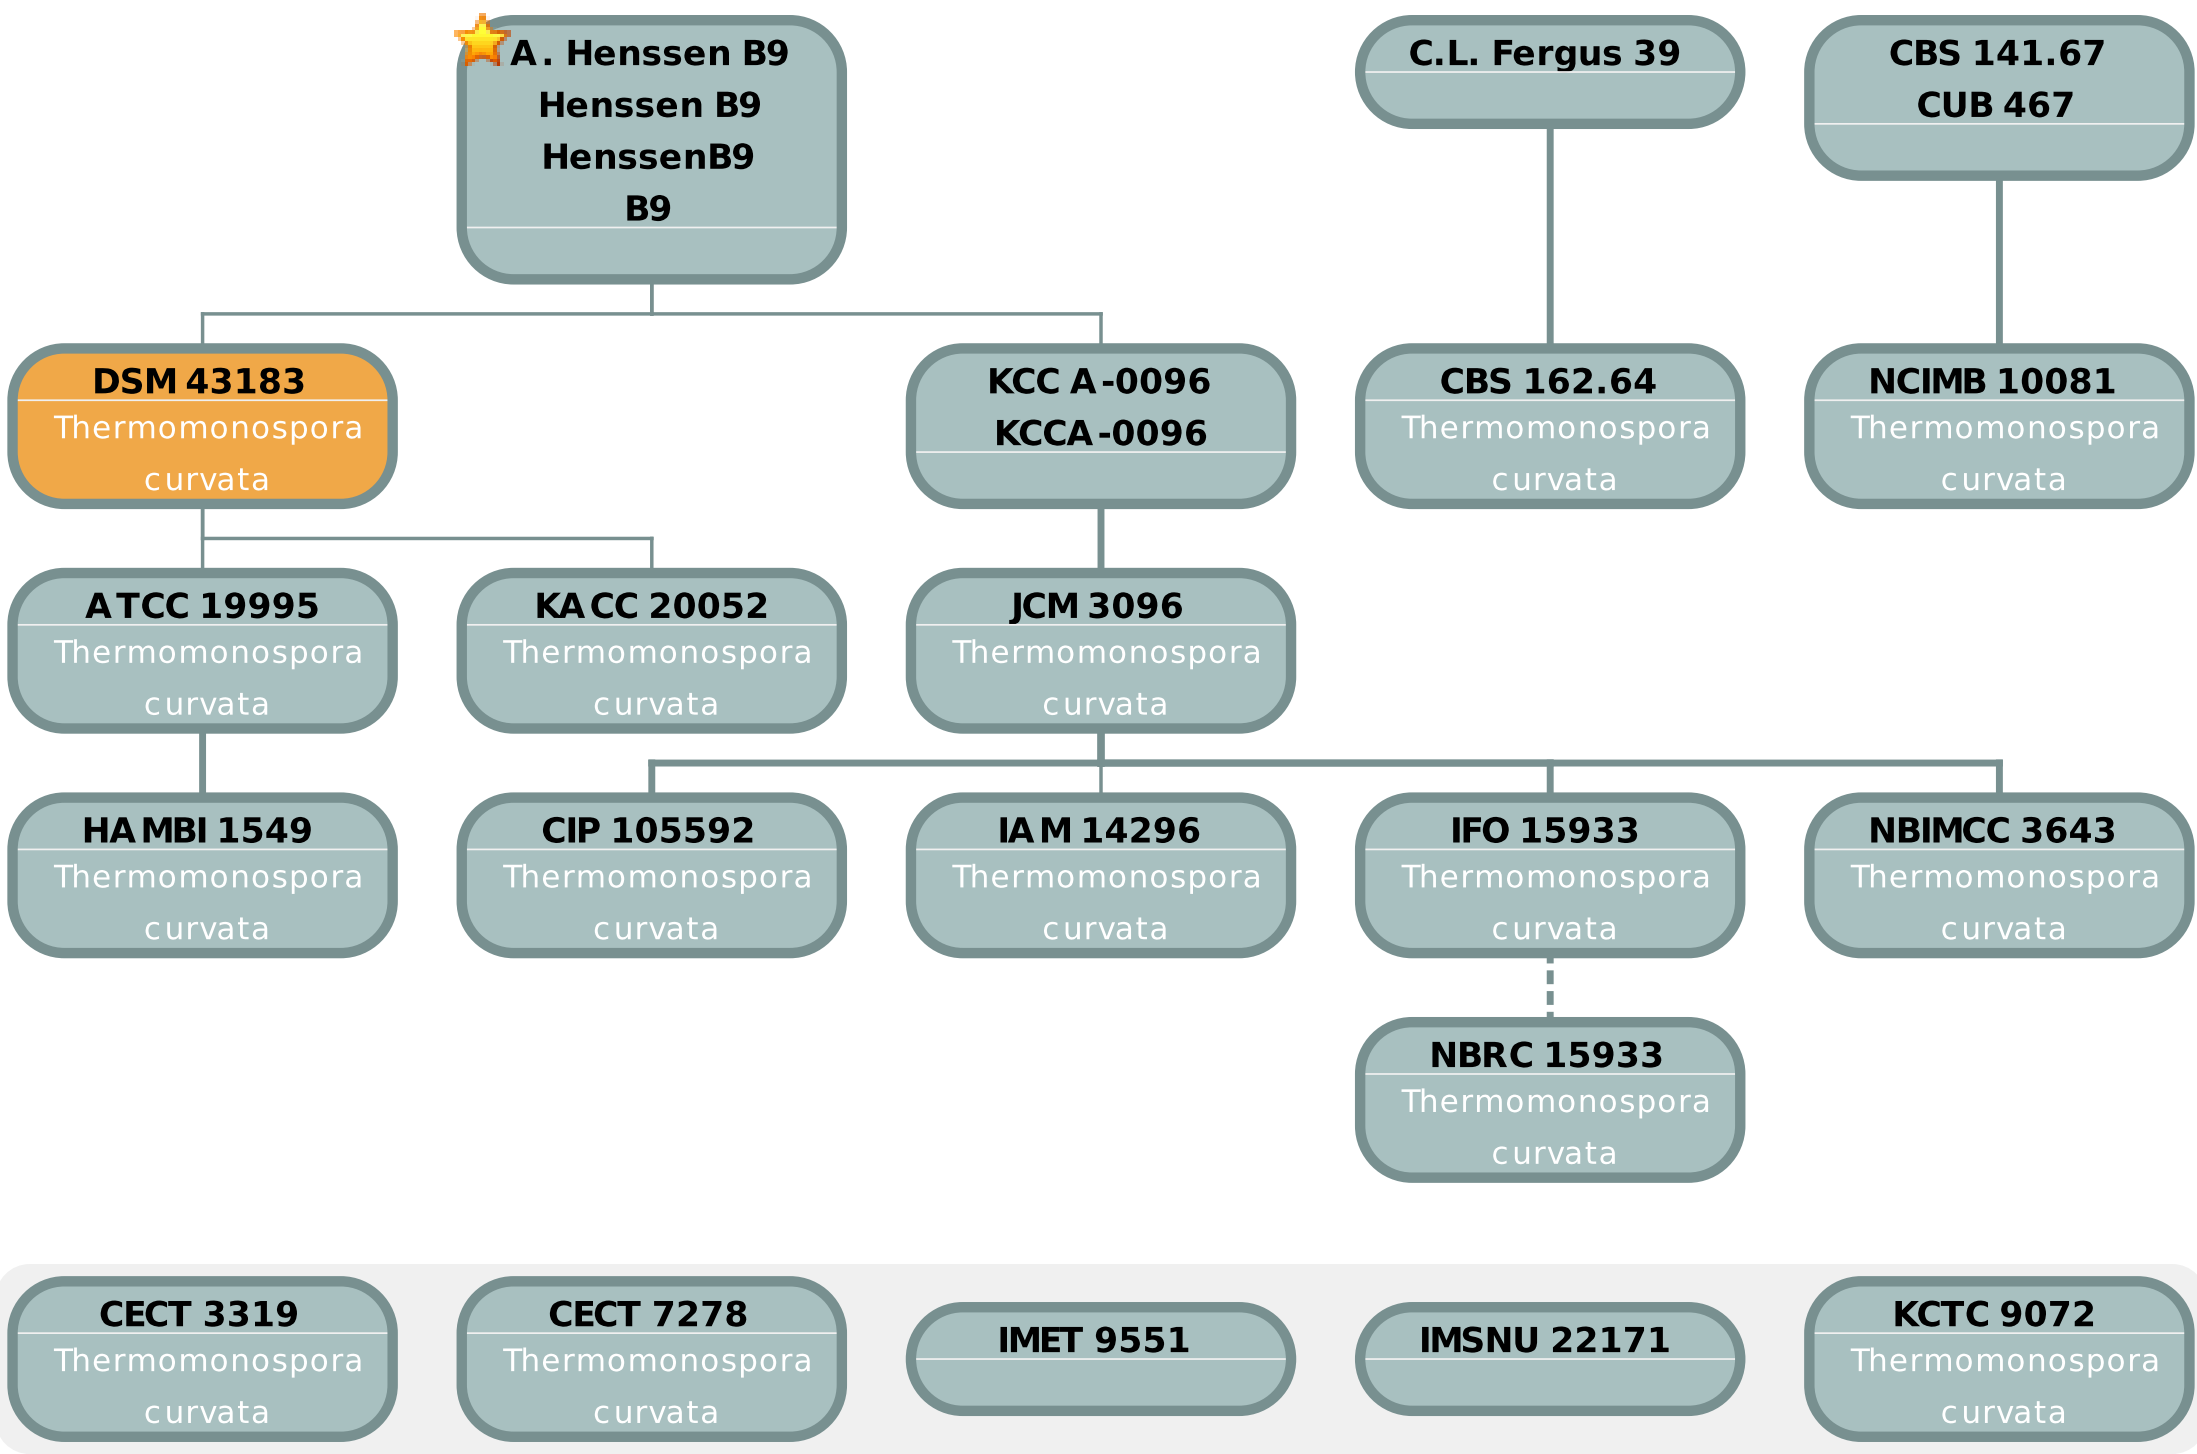 A. Henssen B9
Henssen B9
HenssenB9
B9
C.L. Fergus 39
CBS 141.67
CUB 467
DSM 43183
Thermomonospora
curvata
KCC A-0096
KCCA-0096
CBS 162.64
Thermomonospora
curvata
NCIMB 10081
Thermomonospora
curvata
ATCC 19995
Thermomonospora
curvata
KACC 20052
Thermomonospora
curvata
JCM 3096
Thermomonospora
curvata
HAMBI 1549
Thermomonospora
curvata
CIP 105592
Thermomonospora
curvata
IAM 14296
Thermomonospora
curvata
IFO 15933
Thermomonospora
curvata
NBIMCC 3643
Thermomonospora
curvata
NBRC 15933
Thermomonospora
curvata
CECT 3319
Thermomonospora
curvata
CECT 7278
Thermomonospora
curvata
IMET 9551
IMSNU 22171
KCTC 9072
Thermomonospora
curvata